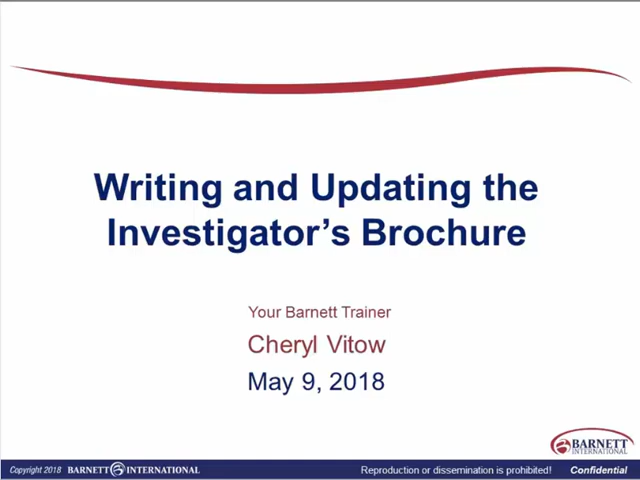 Writing and Updating the
Investigator’s Brochure
Your Barnett Trainer
Cheryl Vitow
May 9, 2018
BARNETT
INTERNATIONAL
Copyright 2018 BARNETT INTERNATIONAL Reproduction or dissemination is prohibited! Confidential